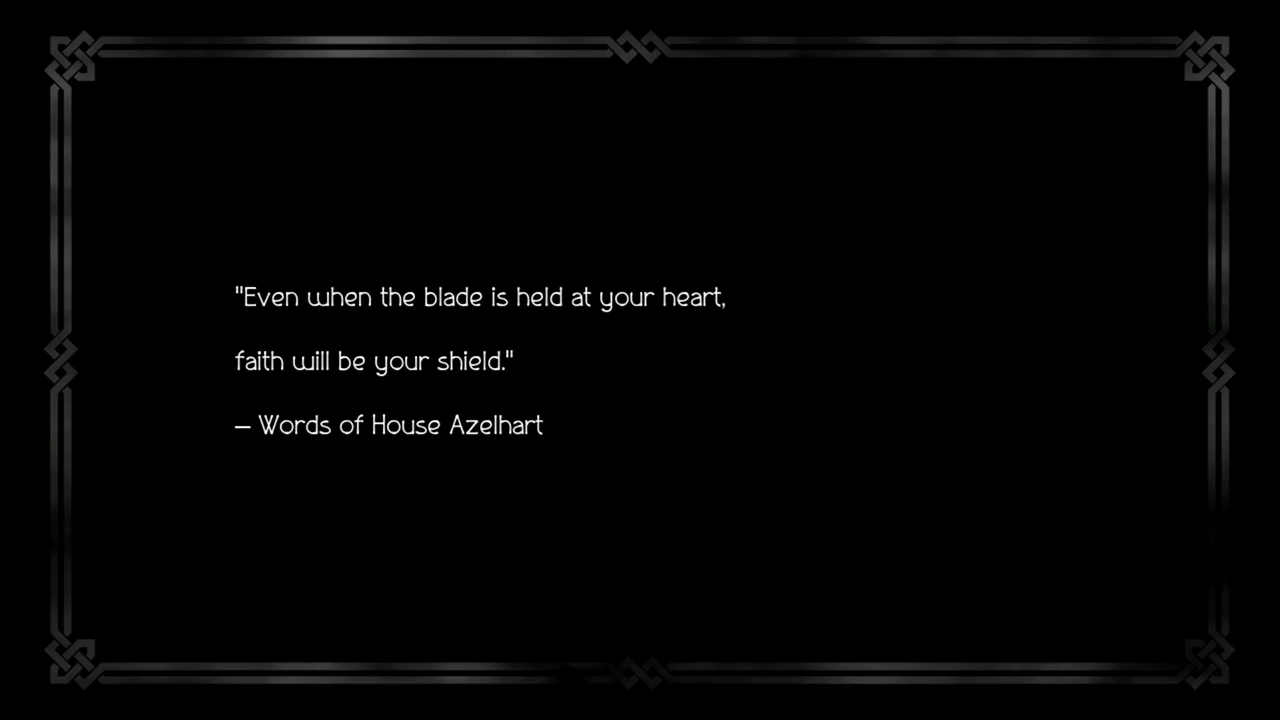 "Even when the blade is held at your heart,
faith will be your shield."
— Words of House Azelhart